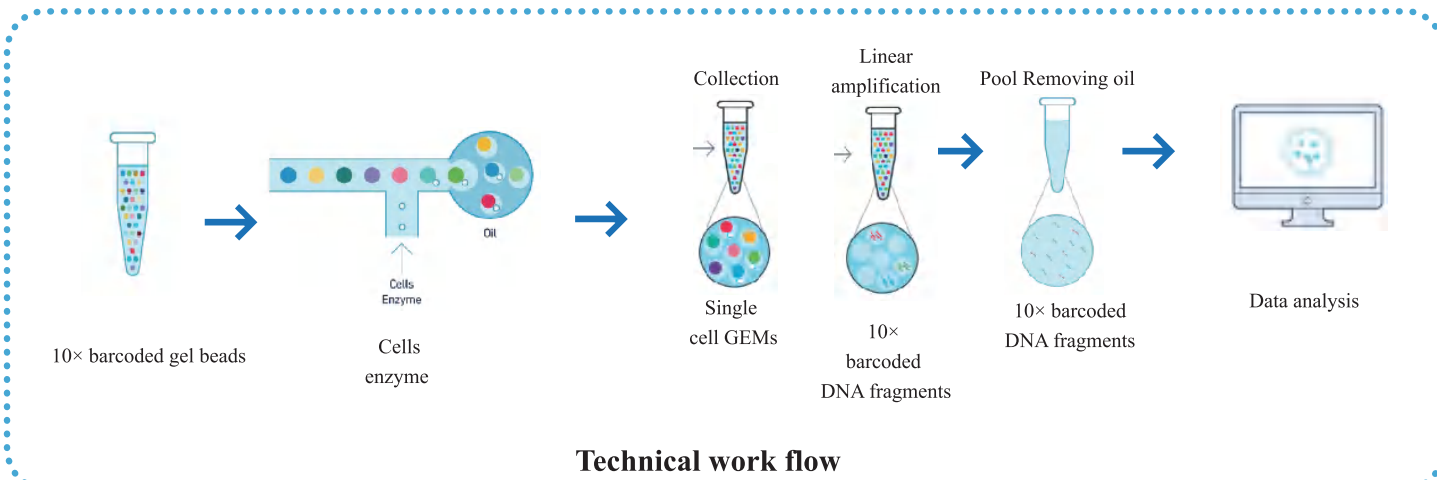 10× barcoded gel beads
Oil
Cells
Enzyme
Cells
enzyme
Collection
Single
cell GEMs
Linear
amplification
10×
barcoded
DNA fragments
Pool Removing oil
10× barcoded
DNA fragments
Data analysis
Technical work flow